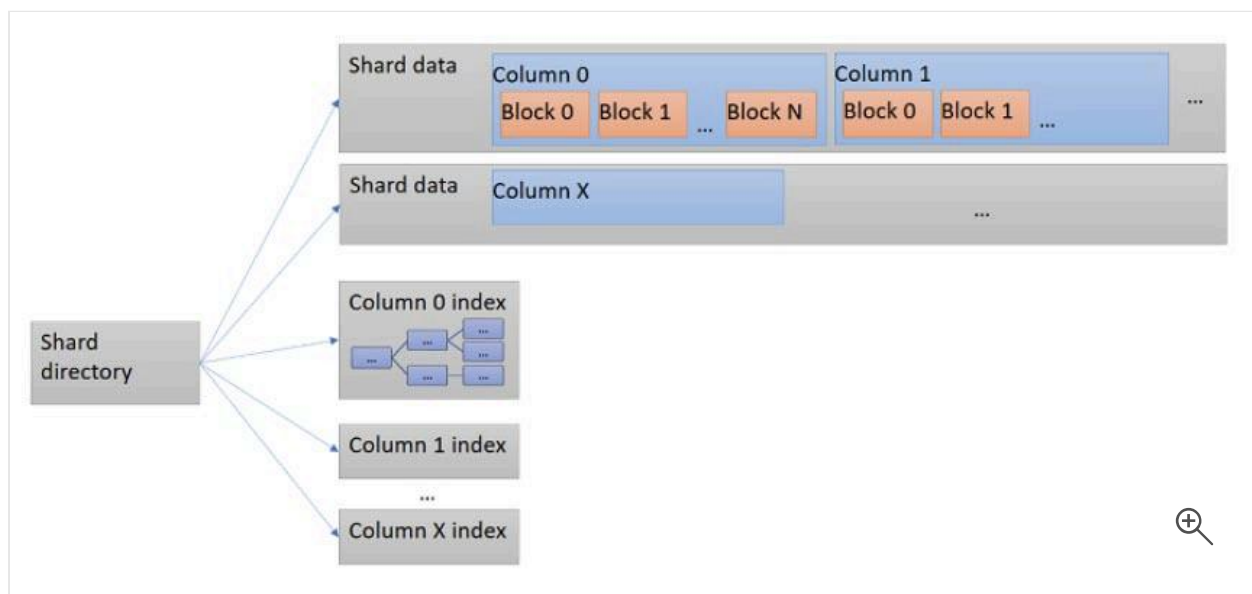 Shard data
Column 0
Block 0
Block 1
...
Block N
Column 1
Block 0
Block 1
...
...
Shard data
Column X
...
Shard
directory
Column 0 index
...
...
...
...
...
...
Column 1 index
...
Column X index